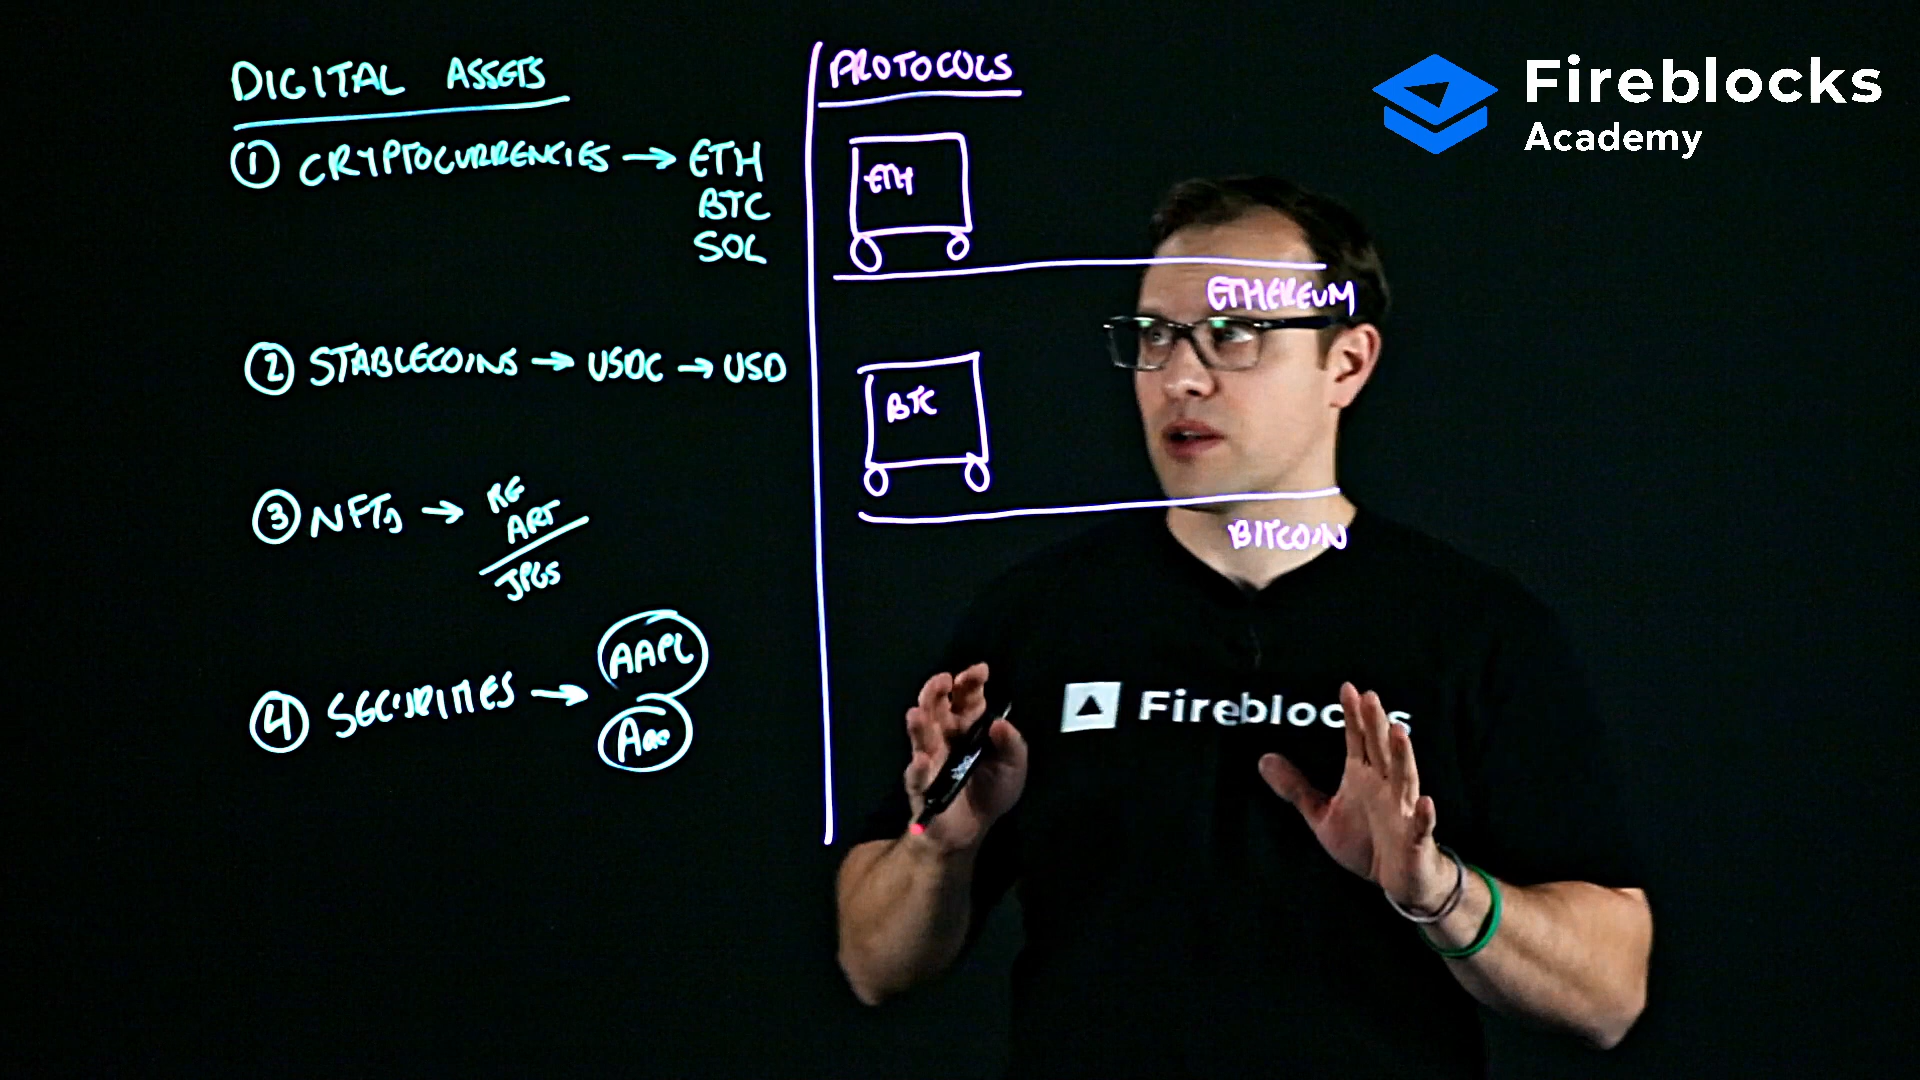 DIGITAL ASSETS
① CRYPTOCURRENCIES → ETH
BTC
SOL
② STABLECOINS → USDC → USD
③ NFTs → RE
ART
JPGS
④ SECURITIES → AAPL
PROTOCOLS
ETH
ETHEREUM
BTC
BITCOIN
Fireblocks
Academy
Fireblocks